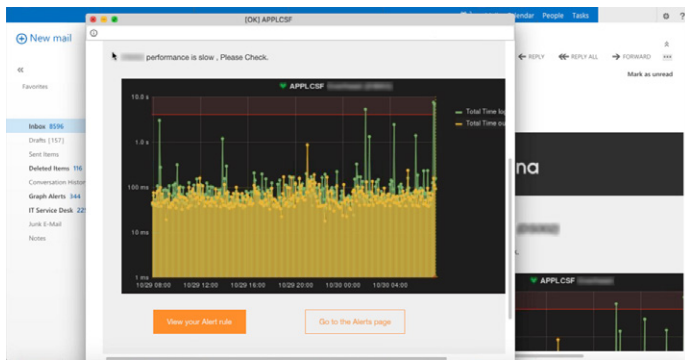 [OK] APPLCSF
Calendar People Tasks
?
New mail
performance is slow , Please Check.
REPLY
REPLY ALL
FORWARD
Mark as unread
Favorites
Inbox 8596
Drafts [157]
Sent Items
Deleted Items 116
Conversation Histor
Graph Alerts 344
IT Service Desk 22
Junk E-Mail
Notes
APPLCSF
10.0 s
1.0 s
100 ms
10 ms
1 ms
10/29 08:00 10/29 12:00 10/29 16:00 10/29 20:00 10/30 00:00 10/30 04:00
Total Time
Total Time
View your Alert rule
Go to the Alerts page
na
APPLCSF